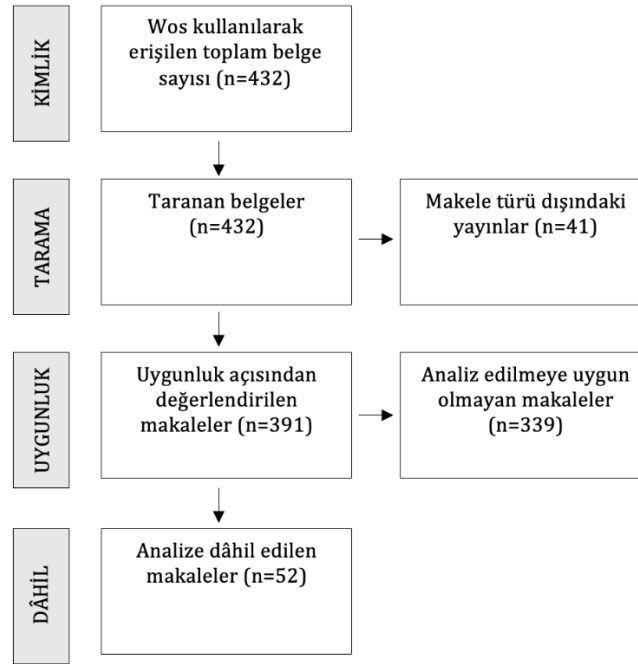 KİMLİK
Wos kullanılarak
erişilen toplam belge
sayısı (n=432)
TARAMA
Taranan belgeler
(n=432)
Makele türü dışındaki
yayınlar (n=41)
UYGUNLUK
Uygunluk açısından
değerlendirilen
makaleler (n=391)
Analiz edilmeye uygun
olmayan makaleler
(n=339)
DÂHİL
Analize dâhil edilen
makaleler (n=52)